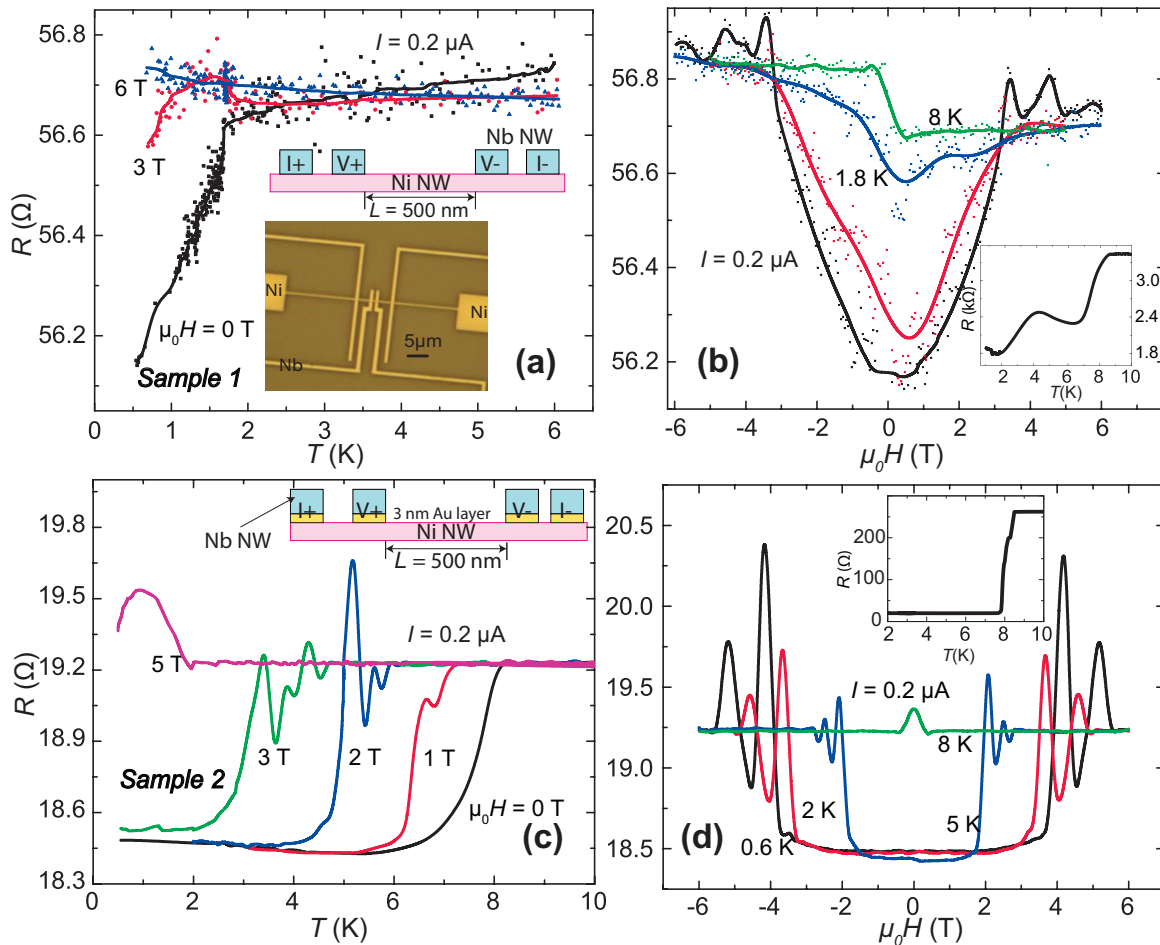 56.8
56.6
56.4
56.2
R (Ω)
I = 0.2 μA
6 T
3 T
Nb NW
I+ V+ V- I-
Ni NW
L = 500 nm
Ni
Ni
5μm
Nb
μ₀H = 0 T
Sample 1
(a)
0 1 2 3 4 5 6
T (K)
56.8
56.6
56.4
56.2
8 K
1.8 K
I = 0.2 μA
R (kΩ)
3.0
2.4
1.8
2 4 6 8 10
T(K)
(b)
-6 -4 -2 0 2 4 6
μ₀H (T)
19.8
19.5
19.2
18.9
18.6
18.3
R (Ω)
I+ V+ 3 nm Au layer V- I-
Nb NW
Ni NW
L = 500 nm
I = 0.2 μA
5 T
3 T
2 T
1 T
Sample 2
μ₀H = 0 T
(c)
0 2 4 6 8 10
T (K)
20.5
20.0
19.5
19.0
18.5
R (Ω)
200
100
0
2 4 6 8 10
T(K)
I = 0.2 μA
8 K
2 K
5 K
0.6 K
(d)
-6 -4 -2 0 2 4 6
μ₀H (T)